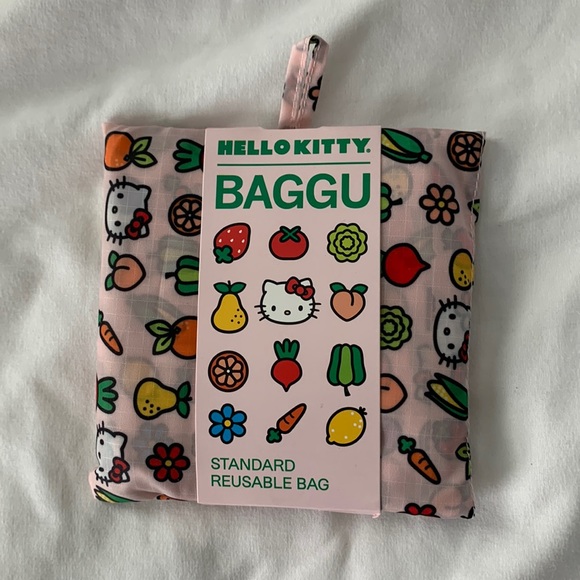 HELLO KITTY®
BAGGU
STANDARD
REUSABLE BAG